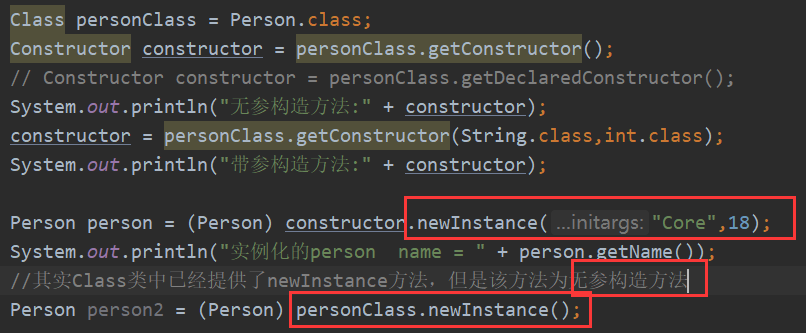 Class personClass = Person.class;
Constructor constructor = personClass.getConstructor();
// Constructor constructor = personClass.getDeclaredConstructor();
System.out.println("无参构造方法:" + constructor);
constructor = personClass.getConstructor(String.class,int.class);
System.out.println("带参构造方法:" + constructor);
Person person = (Person) constructor.newInstance( ...initargs: "Core",18);
System.out.println("实例化的person  name = " + person.getName());
//其实Class类中已经提供了newInstance方法，但是该方法为无参构造方法
Person person2 = (Person) personClass.newInstance();